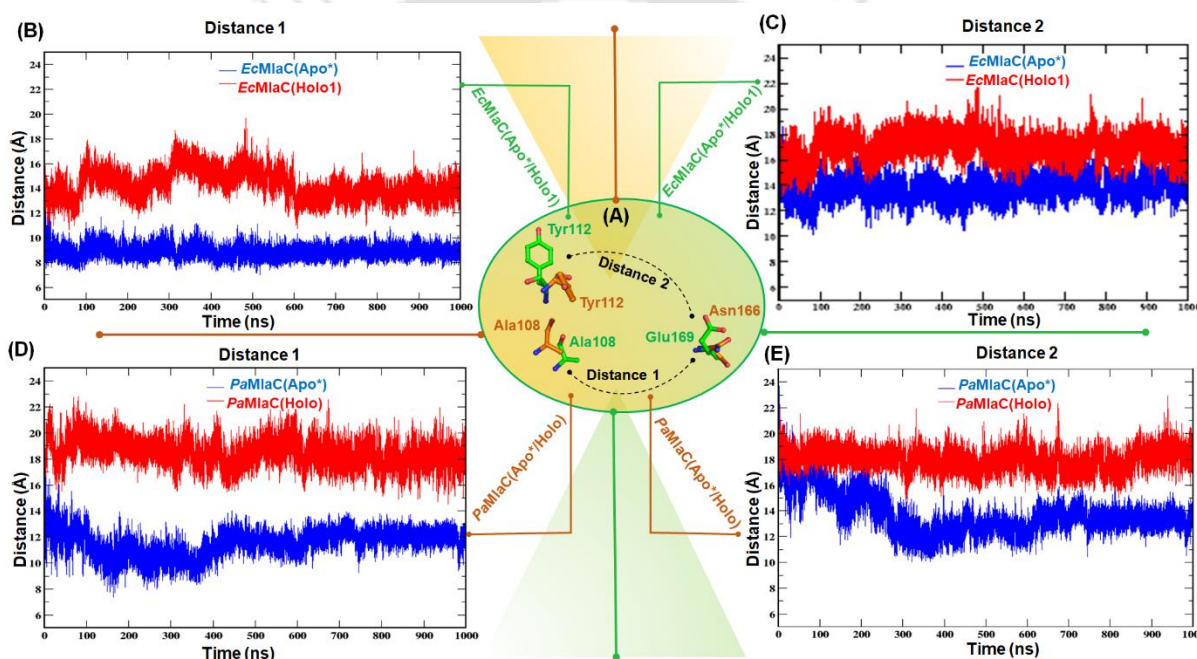 (B)
Distance 1
24
22
20
18
16
14
12
10
8
6
Distance (Å)
EcMlaC(Apo*)
EcMlaC(Holo1)
0 100 200 300 400 500 600 700 800 900 1000
Time (ns)
(C)
Distance 2
24
22
20
18
16
14
12
10
8
6
Distance (Å)
EcMlaC(Apo*)
EcMlaC(Holo1)
0 100 200 300 400 500 600 700 800 900 1000
Time (ns)
EcMlaC(Apo*/Holo1)
EcMlaC(Apo*/Holo1)
(A)
Tyr112
Distance 2
Tyr112
Asn166
Ala108
Ala108
Glu169
Distance 1
PaMlaC(Apo*/Holo)
PaMlaC(Apo*/Holo)
(D)
Distance 1
24
22
20
18
16
14
12
10
8
6
Distance (Å)
PaMlaC(Apo*)
PaMlaC(Holo)
0 100 200 300 400 500 600 700 800 900 1000
Time (ns)
(E)
Distance 2
24
22
20
18
16
14
12
10
8
6
Distance (Å)
PaMlaC(Apo*)
PaMlaC(Holo)
0 100 200 300 400 500 600 700 800 900 100
Time (ns)